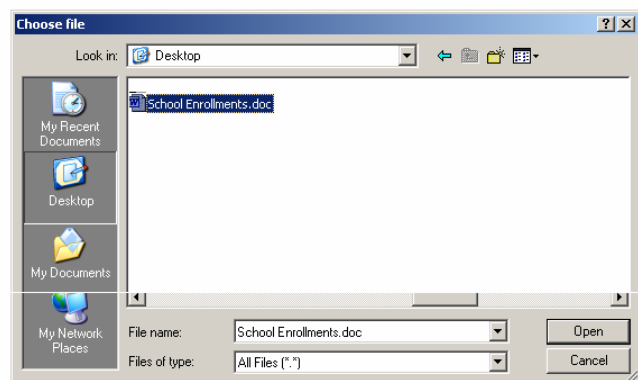 Choose file
Look in: Desktop
School Enrollments.doc
My Recent
Documents
Desktop
My Documents
My Network
Places
File name: School Enrollments.doc Open
Files of type: All Files (*.*) Cancel